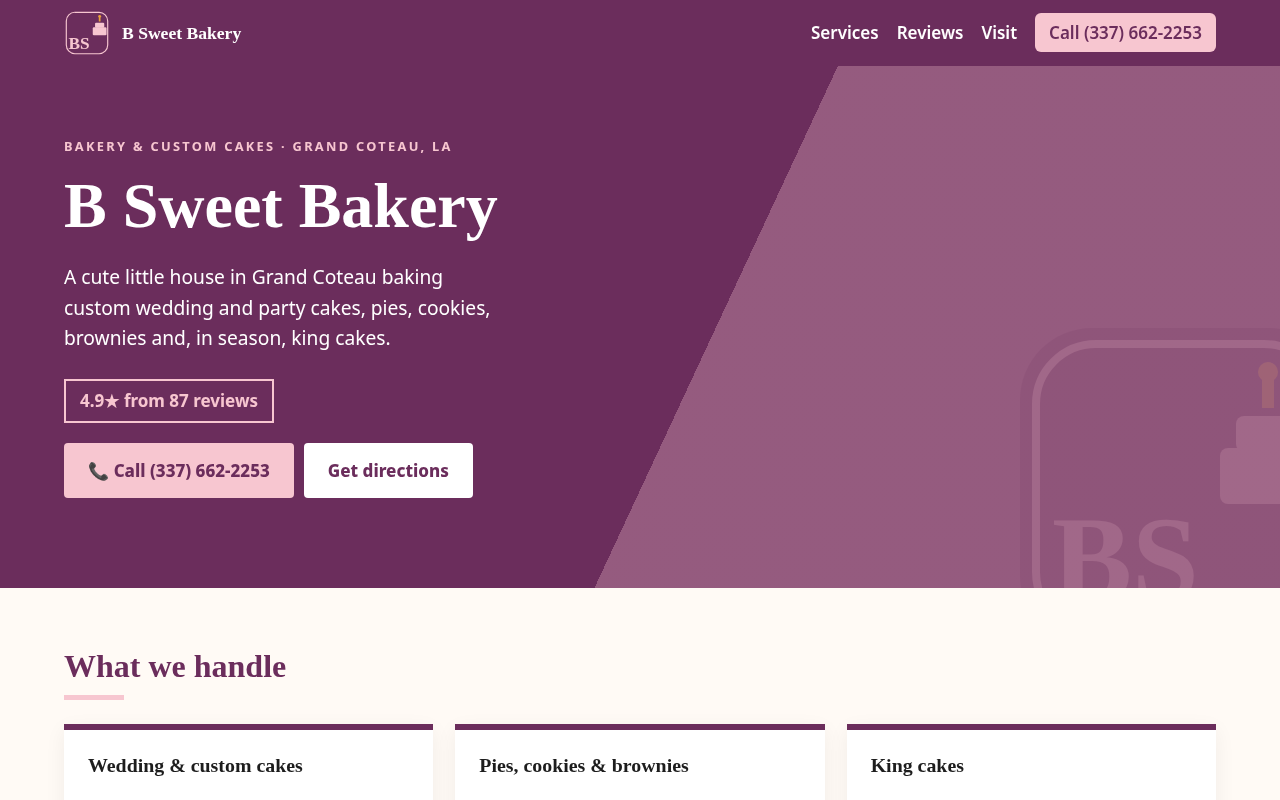 BS
B Sweet Bakery
Services
Reviews
Visit
Call (337) 662-2253
BAKERY & CUSTOM CAKES · GRAND COTEAU, LA
B Sweet Bakery
A cute little house in Grand Coteau baking
custom wedding and party cakes, pies, cookies,
brownies and, in season, king cakes.
4.9★ from 87 reviews
📞 Call (337) 662-2253
Get directions
BS
What we handle
Wedding & custom cakes
Pies, cookies & brownies
King cakes